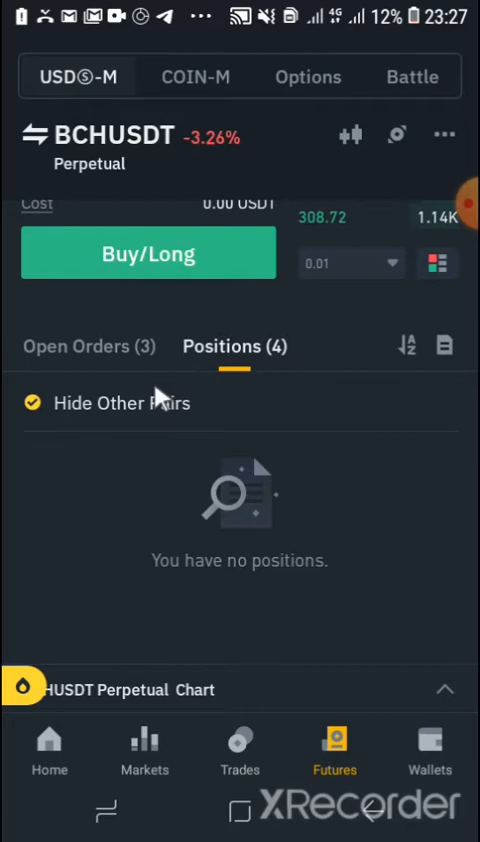 4G 12% 23:27
USDⓈ-M COIN-M Options Battle
BCHUSDT -3.26%
Perpetual
Cost 0.00 USDT 308.72 1.14K
Buy/Long 0.01
Open Orders (3) Positions (4)
Hide Other Pairs
You have no positions.
HUSDT Perpetual Chart
Home Markets Trades Futures Wallets
XRecorder